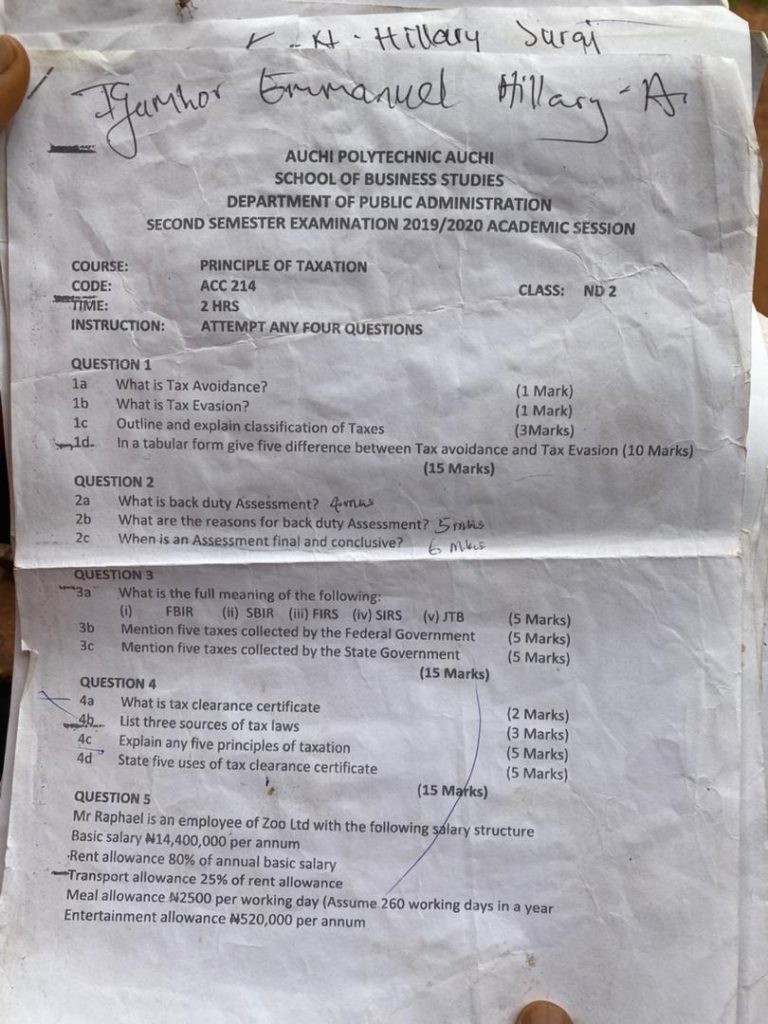 H - Hillary Suraj
Igumhor Emmanuel Hillary - A.
AUCHI POLYTECHNIC AUCHI
SCHOOL OF BUSINESS STUDIES
DEPARTMENT OF PUBLIC ADMINISTRATION
SECOND SEMESTER EXAMINATION 2019/2020 ACADEMIC SESSION
COURSE: PRINCIPLE OF TAXATION
CODE: ACC 214 CLASS: ND 2
TIME: 2 HRS
INSTRUCTION: ATTEMPT ANY FOUR QUESTIONS
QUESTION 1
1a What is Tax Avoidance? (1 Mark)
1b What is Tax Evasion? (1 Mark)
1c Outline and explain classification of Taxes (3Marks)
1d. In a tabular form give five difference between Tax avoidance and Tax Evasion (10 Marks)
(15 Marks)
QUESTION 2
2a What is back duty Assessment? 4mks
2b What are the reasons for back duty Assessment? 5mks
2c When is an Assessment final and conclusive? 6 mks
QUESTION 3
3a What is the full meaning of the following:
(i) FBIR (ii) SBIR (iii) FIRS (iv) SIRS (v) JTB (5 Marks)
3b Mention five taxes collected by the Federal Government (5 Marks)
3c Mention five taxes collected by the State Government (5 Marks)
(15 Marks)
QUESTION 4
4a What is tax clearance certificate (2 Marks)
4b List three sources of tax laws (3 Marks)
4c Explain any five principles of taxation (5 Marks)
4d State five uses of tax clearance certificate (5 Marks)
(15 Marks)
QUESTION 5
Mr Raphael is an employee of Zoo Ltd with the following salary structure
Basic salary ₦14,400,000 per annum
Rent allowance 80% of annual basic salary
Transport allowance 25% of rent allowance
Meal allowance ₦2500 per working day (Assume 260 working days in a year
Entertainment allowance ₦520,000 per annum